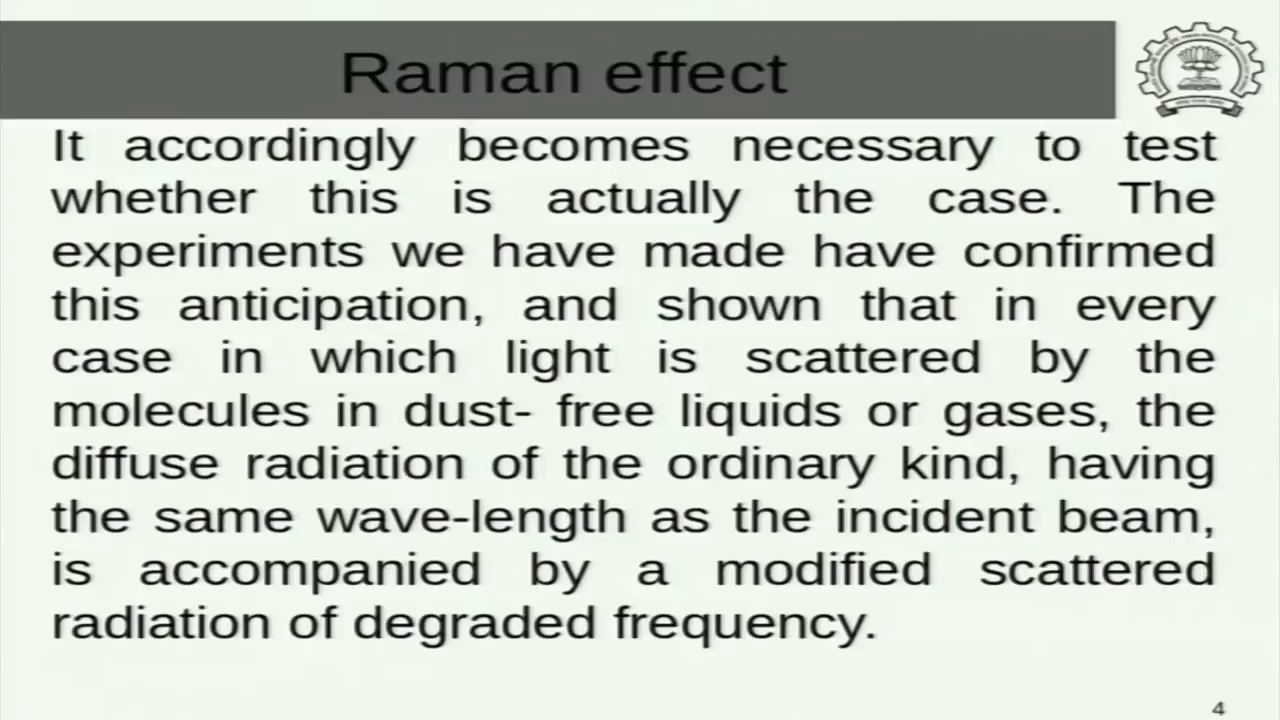 Raman effect
It accordingly becomes necessary to test
whether this is actually the case. The
experiments we have made have confirmed
this anticipation, and shown that in every
case in which light is scattered by the
molecules in dust- free liquids or gases, the
diffuse radiation of the ordinary kind, having
the same wave-length as the incident beam,
is accompanied by a modified scattered
radiation of degraded frequency.
4